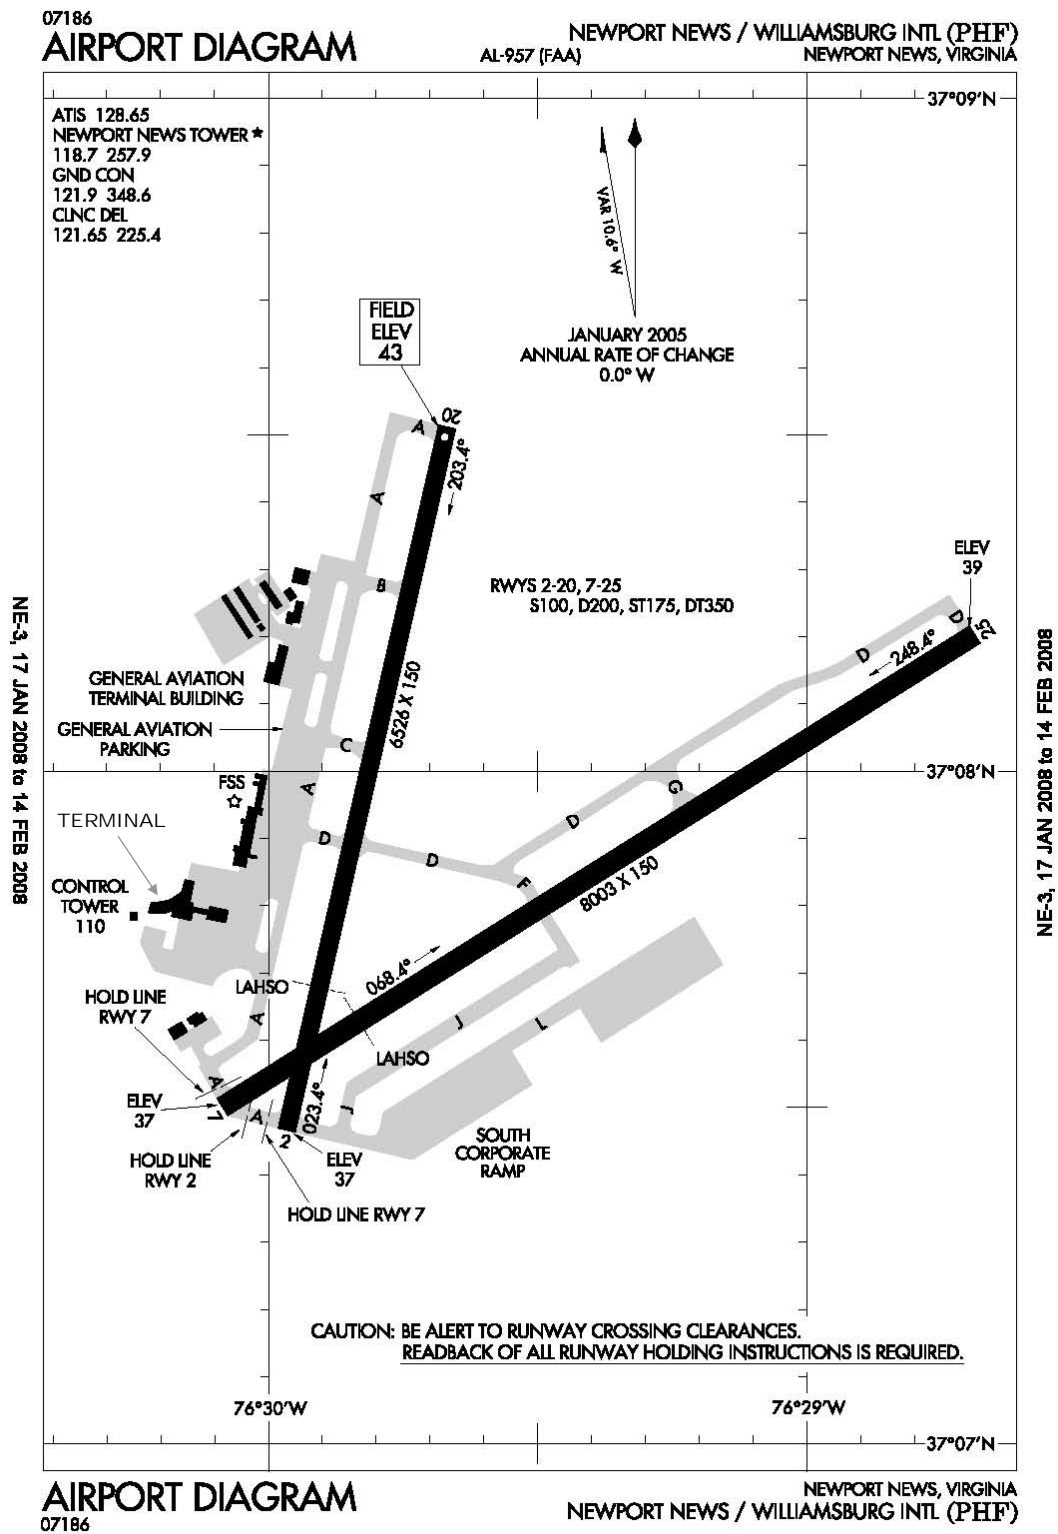 07186
AIRPORT DIAGRAM
AL-957 (FAA)
NEWPORT NEWS / WILLIAMSBURG INTL (PHF)
NEWPORT NEWS, VIRGINIA
37°09'N
ATIS 128.65
NEWPORT NEWS TOWER ★
118.7 257.9
GND CON
121.9 348.6
CLNC DEL
121.65 225.4
VAR 10.6° W
JANUARY 2005
ANNUAL RATE OF CHANGE
0.0° W
FIELD
ELEV
43
20
A
203.4°
A
B
RWYS 2-20, 7-25
S100, D200, ST175, DT350
ELEV
39
D
25
D
248.4°
GENERAL AVIATION
TERMINAL BUILDING
GENERAL AVIATION
PARKING
6526 X 150
C
37°08'N
FSS
A
G
TERMINAL
D
D
D
F
8003 X 150
CONTROL
TOWER
110
068.4°
LAHSO
HOLD LINE
RWY 7
A
J
J
LAHSO
A
ELEV
37
7
A
023.4°
J
2
SOUTH
CORPORATE
RAMP
HOLD LINE
RWY 2
ELEV
37
HOLD LINE RWY 7
CAUTION: BE ALERT TO RUNWAY CROSSING CLEARANCES.
READBACK OF ALL RUNWAY HOLDING INSTRUCTIONS IS REQUIRED.
76°30'W
76°29'W
37°07'N
NE-3, 17 JAN 2008 to 14 FEB 2008
NE-3, 17 JAN 2008 to 14 FEB 2008
AIRPORT DIAGRAM
07186
NEWPORT NEWS, VIRGINIA
NEWPORT NEWS / WILLIAMSBURG INTL (PHF)